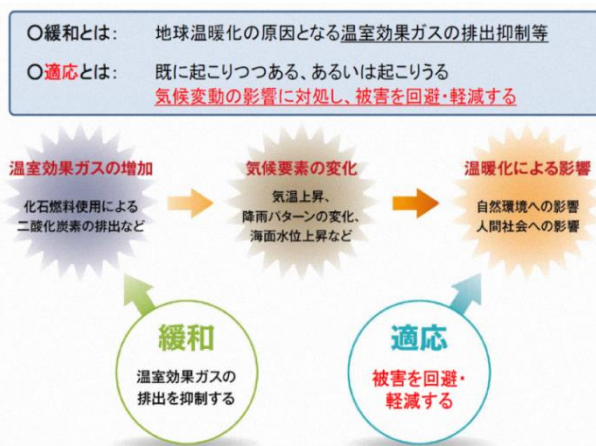 〇緩和とは: 地球温暖化の原因となる温室効果ガスの排出抑制等
〇適応とは: 既に起こりつつある、あるいは起こりうる
気候変動の影響に対処し、被害を回避・軽減する
温室効果ガスの増加
化石燃料使用による
二酸化炭素の排出など
気候要素の変化
気温上昇、
降雨パターンの変化、
海面水位上昇など
温暖化による影響
自然環境への影響
人間社会への影響
緩和
温室効果ガスの
排出を抑制する
適応
被害を回避・
軽減する